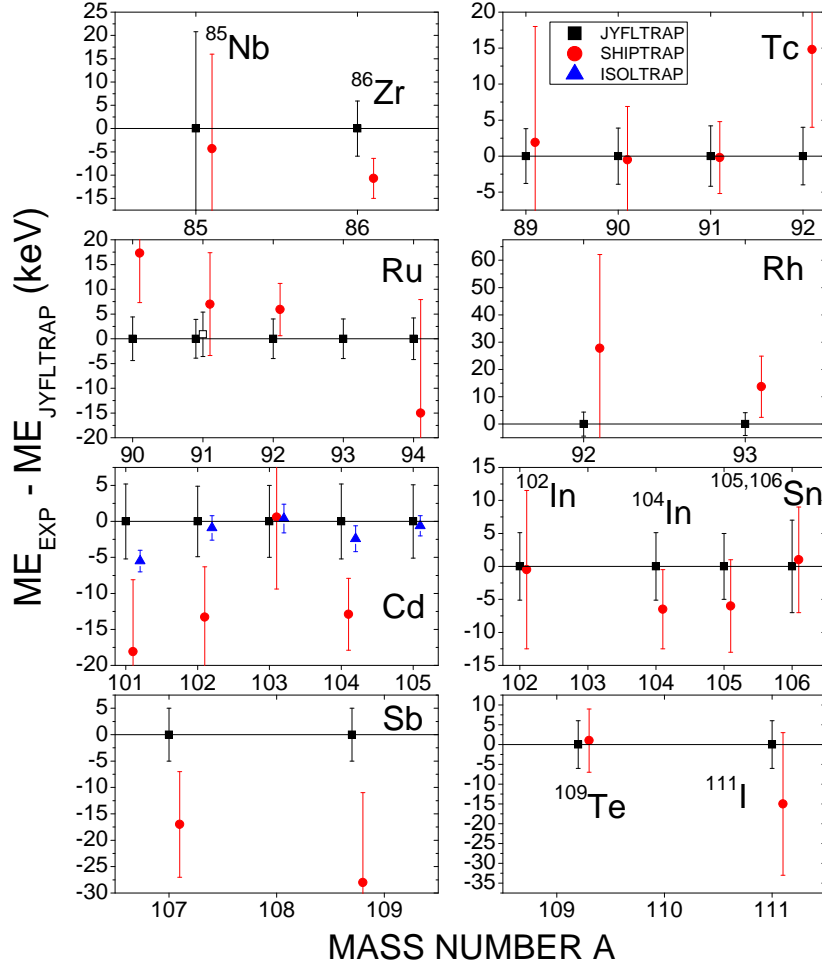 ME_EXP - ME_JYFLTRAP (keV)
25
20
15
10
5
0
-5
-10
-15
^85Nb
^86Zr
85 86
20
15
10
5
0
-5
JYFLTRAP
SHIPTRAP
ISOLTRAP
Tc
89 90 91 92
20
15
10
5
0
-5
-10
-15
-20
Ru
90 91 92 93 94
60
50
40
30
20
10
0
Rh
92 93
5
0
-5
-10
-15
-20
Cd
101 102 103 104 105
15
10
5
0
-5
-10
-15
^102In
^104In
^105,106Sn
102 103 104 105 106
5
0
-5
-10
-15
-20
-25
-30
Sb
107 108 109
10
5
0
-5
-10
-15
-20
-25
-30
-35
^109Te
^111I
109 110 111
MASS NUMBER A